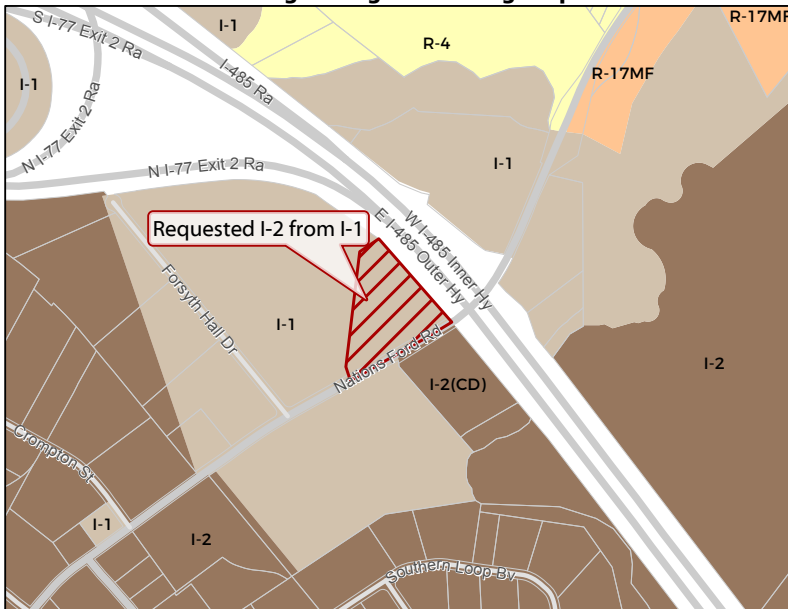 R-17MF
I-1
S I-77 Exit 2 Ra
R-4
I-485 Ra
R-17MF
I-1
N I-77 Exit 2 Ra
N I-77 Exit 2 Ra
I-1
Requested I-2 from I-1
E I-485 Outer Hy
W I-485 Inner Hy
Forsyth Hall Dr
I-1
Nations Ford Rd
I-2(CD)
I-2
Crompton St
I-1
I-2
Southern Loop Bv